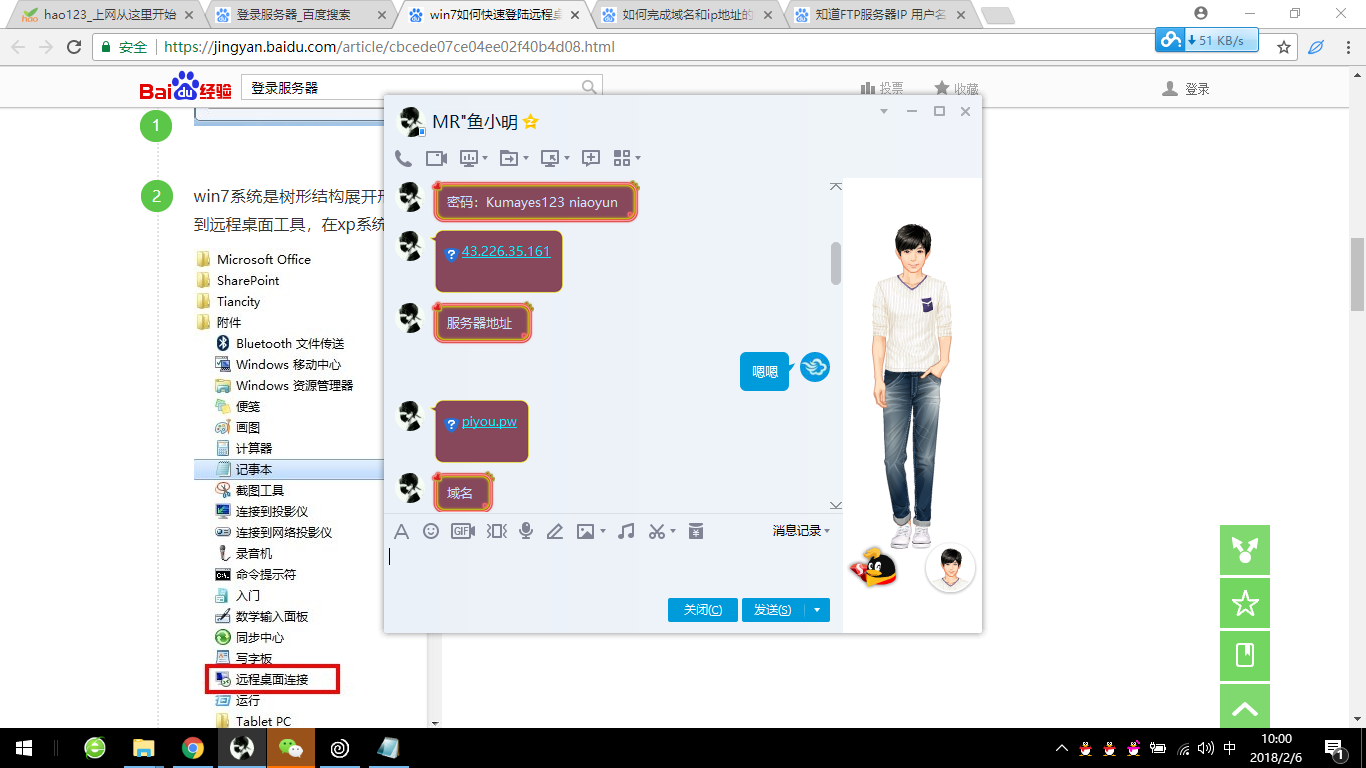 hao123_上网从这里开始
登录服务器_百度搜索
win7如何快速登陆远程桌
如何完成域名和ip地址的
知道FTP服务器IP 用户名
安全
https://jingyan.baidu.com/article/cbcede07ce04ee02f40b4d08.html
51 KB/s
Bai du 经验
登录服务器
投票
收藏
登录
1
2
win7系统是树形结构展开形
到远程桌面工具，在xp系统
Microsoft Office
SharePoint
Tiancity
附件
Bluetooth 文件传送
Windows 移动中心
Windows 资源管理器
便笺
画图
计算器
记事本
截图工具
连接到投影仪
连接到网络投影仪
录音机
命令提示符
入门
数学输入面板
同步中心
写字板
远程桌面连接
运行
Tablet PC
MR"鱼小明
密码：Kumayes123 niaoyun
43.226.35.161
服务器地址
嗯嗯
piyou.pw
域名
GIF
消息记录
关闭(C)
发送(S)
中
10:00
2018/2/6
1